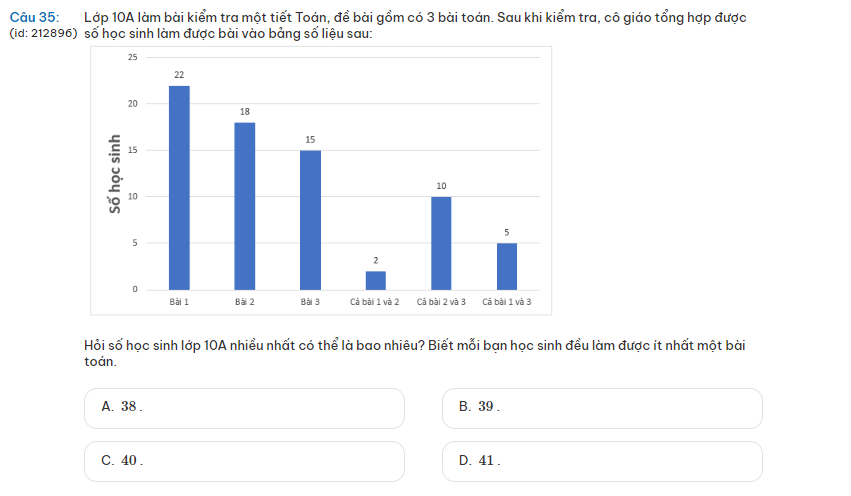 Câu 35: Lớp 10A làm bài kiểm tra một tiết Toán, đề bài gồm có 3 bài toán. Sau khi kiểm tra, cô giáo tổng hợp được
(id: 212896) số học sinh làm được bài vào bảng số liệu sau:
25
20
15
10
5
0
Số học sinh
22
18
15
2
10
5
Bài 1
Bài 2
Bài 3
Cả bài 1 và 2
Cả bài 2 và 3
Cả bài 1 và 3
Hỏi số học sinh lớp 10A nhiều nhất có thể là bao nhiêu? Biết mỗi bạn học sinh đều làm được ít nhất một bài
toán.
A. 38 .
B. 39 .
C. 40 .
D. 41 .